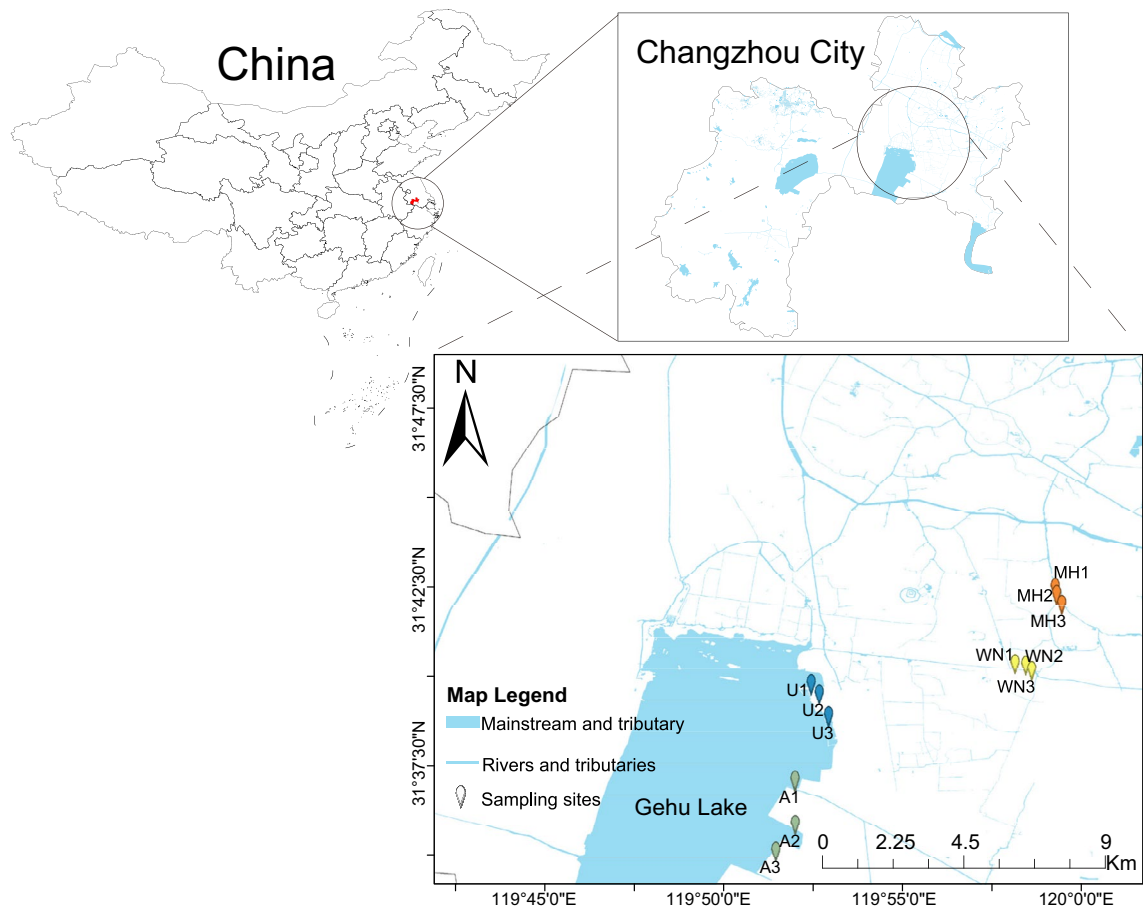 China
Changzhou City
N
31°47'30"N
31°42'30"N
31°37'30"N
MH1
MH2
MH3
WN1
WN2
WN3
U1
U2
U3
A1
A2
A3
Map Legend
Mainstream and tributary
Rivers and tributaries
Sampling sites
Gehu Lake
0 2.25 4.5 9
Km
119°45'0"E 119°50'0"E 119°55'0"E 120°0'0"E